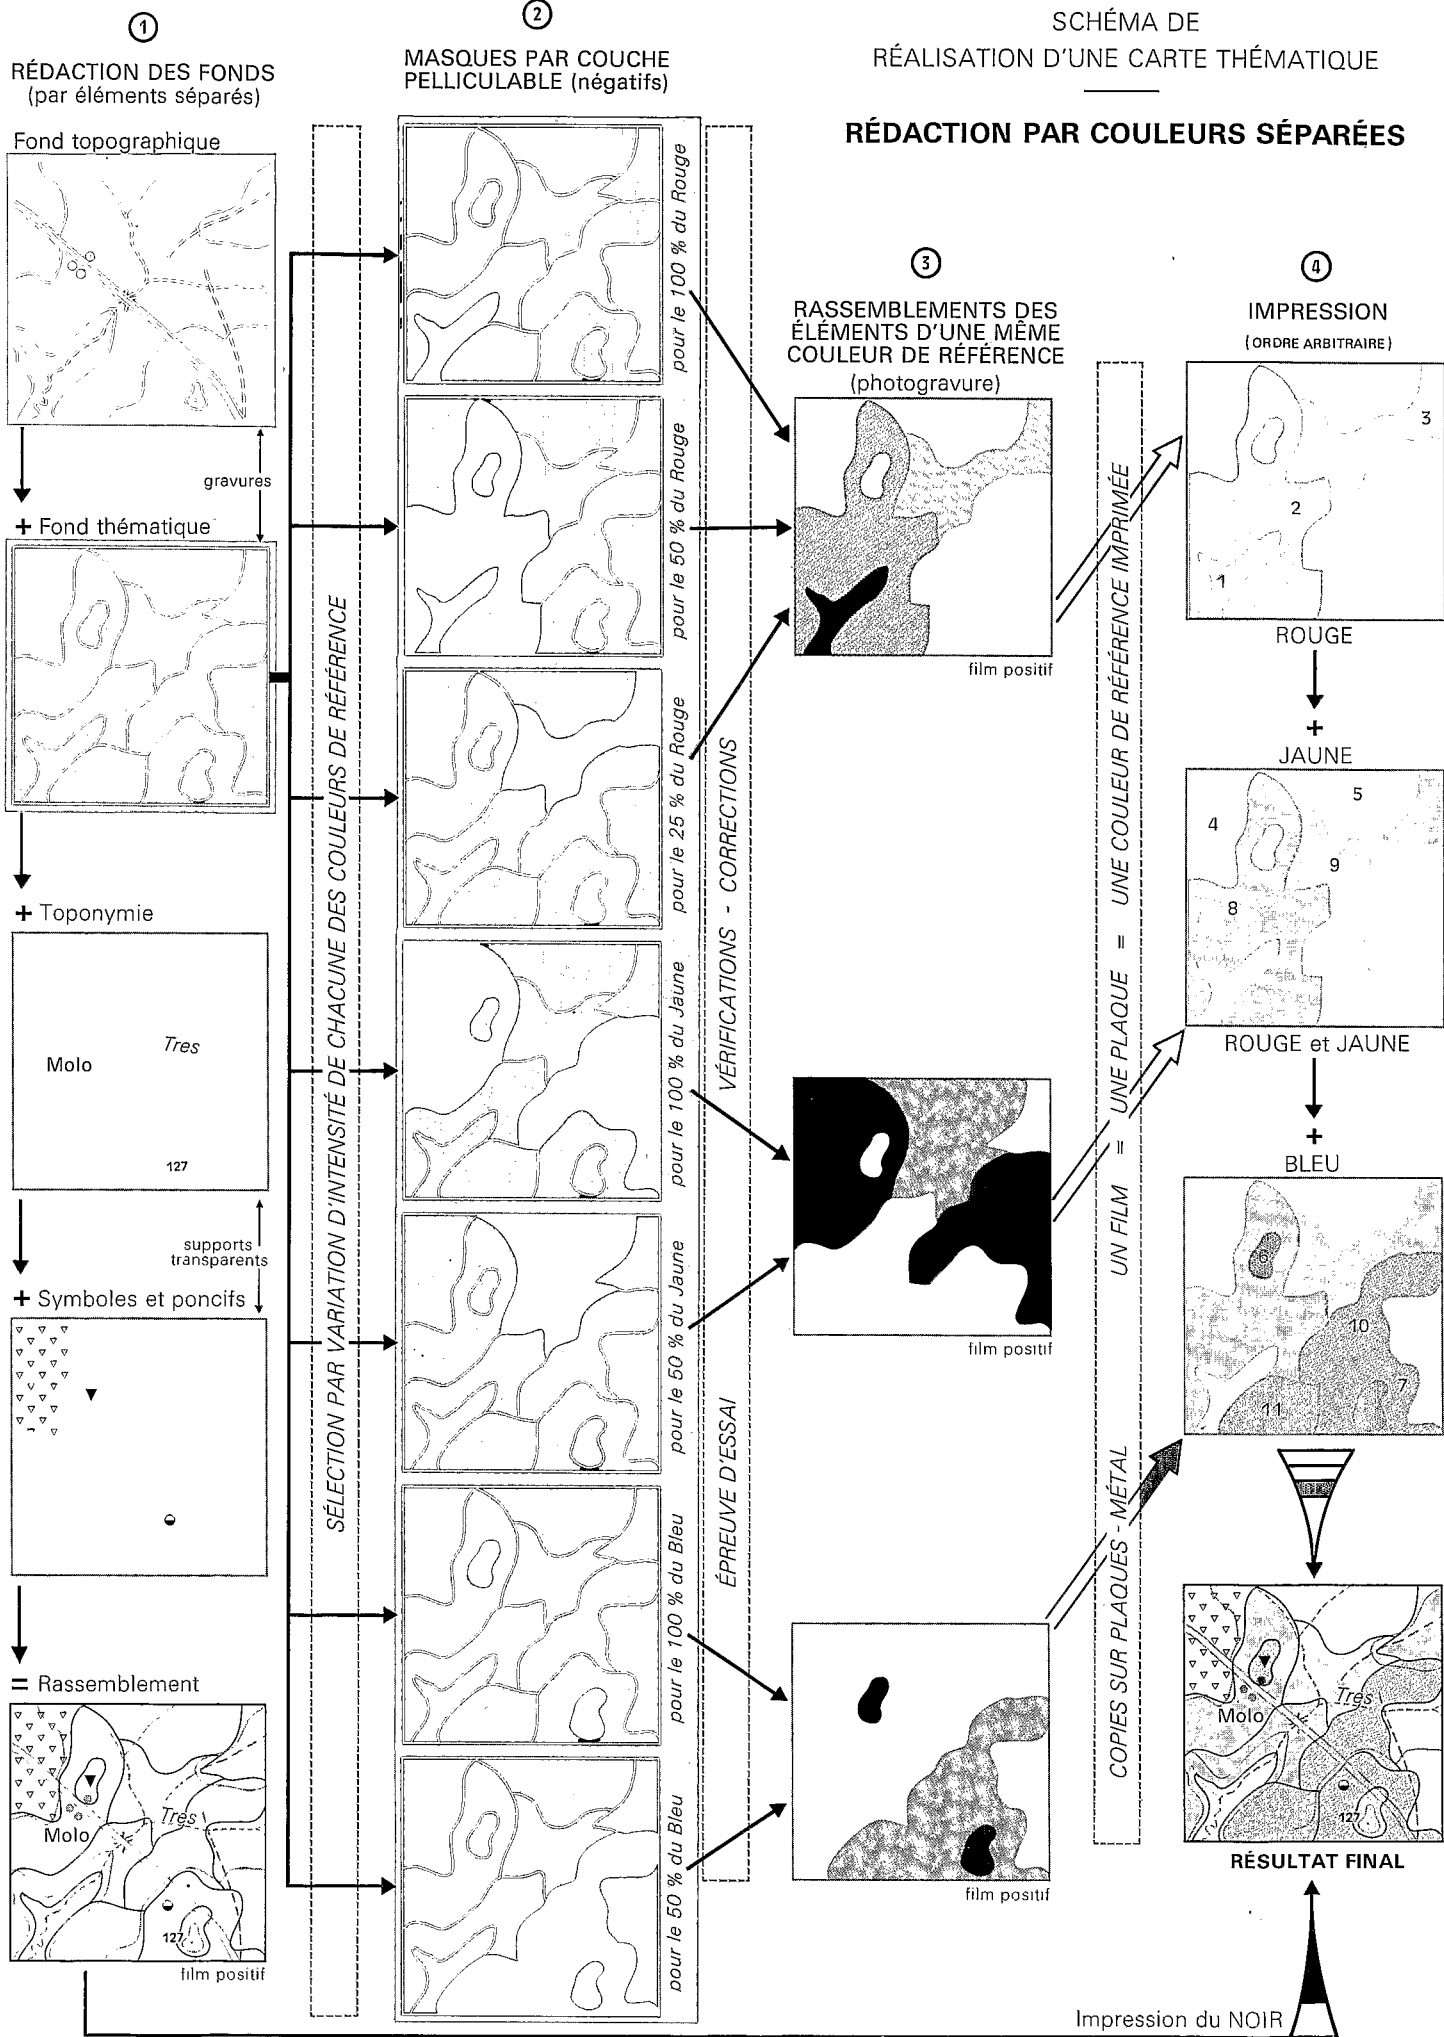 SCHÉMA DE
RÉALISATION D'UNE CARTE THÉMATIQUE
RÉDACTION PAR COULEURS SÉPARÉES
1
RÉDACTION DES FONDS
(par éléments séparés)
Fond topographique
gravures
+ Fond thématique
+ Toponymie
Tres
Molo
127
supports
transparents
+ Symboles et poncifs
= Rassemblement
Tres
Molo
127
film positif
SÉLECTION PAR VARIATION D'INTENSITÉ DE CHACUNE DES COULEURS DE RÉFÉRENCE
2
MASQUES PAR COUCHE
PELLICULABLE (négatifs)
pour le 100 % du Rouge
pour le 50 % du Rouge
pour le 25 % du Rouge
pour le 100 % du Jaune
pour le 50 % du Jaune
pour le 100 % du Bleu
pour le 50 % du Bleu
ÉPREUVE D'ESSAI VÉRIFICATIONS - CORRECTIONS
3
RASSEMBLEMENTS DES
ÉLÉMENTS D'UNE MÊME
COULEUR DE RÉFÉRENCE
(photogravure)
film positif
film positif
film positif
COPIES SUR PLAQUES - MÉTAL UN FILM = UNE PLAQUE = UNE COULEUR DE RÉFÉRENCE IMPRIMÉE
4
IMPRESSION
(ORDRE ARBITRAIRE)
3
2
1
ROUGE
+
JAUNE
5
4
9
8
ROUGE et JAUNE
+
BLEU
6
10
7
11
Tres
Molo
127
RÉSULTAT FINAL
Impression du NOIR